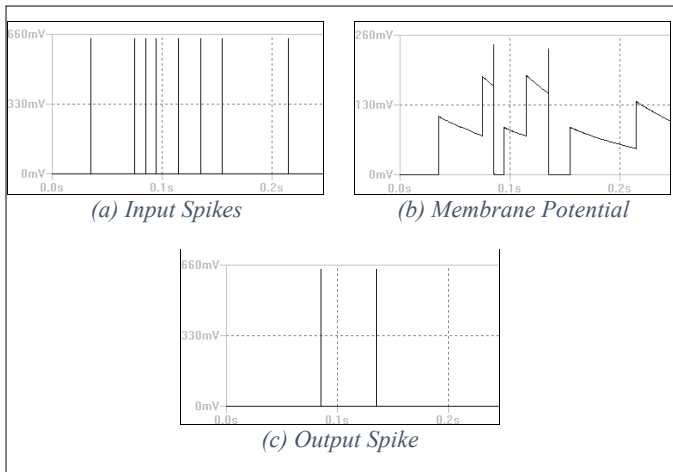 660mV
330mV
0mV
0.0s 0.1s 0.2s
(a) Input Spikes
260mV
130mV
0mV
0.0s 0.1s 0.2s
(b) Membrane Potential
660mV
330mV
0mV
0.0s 0.1s 0.2s
(c) Output Spike